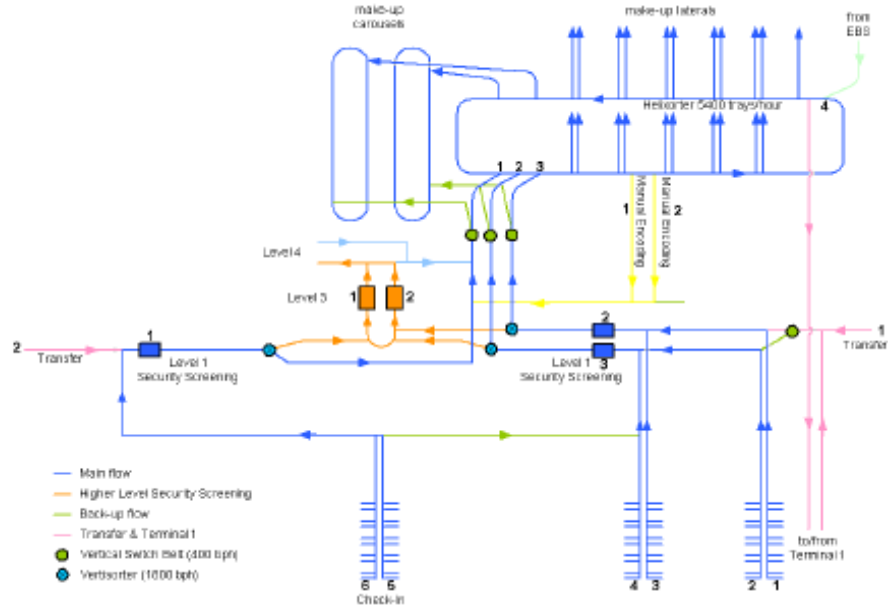 make-up
carousels
make-up laterals
from
EBS
Helixorter 5400 trays/hour
4
1 2 3
Manual Encoding
1
Manual Encoding
2
Level 4
Level 3
1
2
1
2
Transfer
Level 1
Security Screening
2
Level 1
Security Screening
3
1
Transfer
Main flow
Higher Level Security Screening
Back-up flow
Transfer & Terminal 1
Vertical Switch Belt (400 bph)
Vertisorter (1800 bph)
6 5
Check-in
4 3
2 1
to/from
Terminal 1